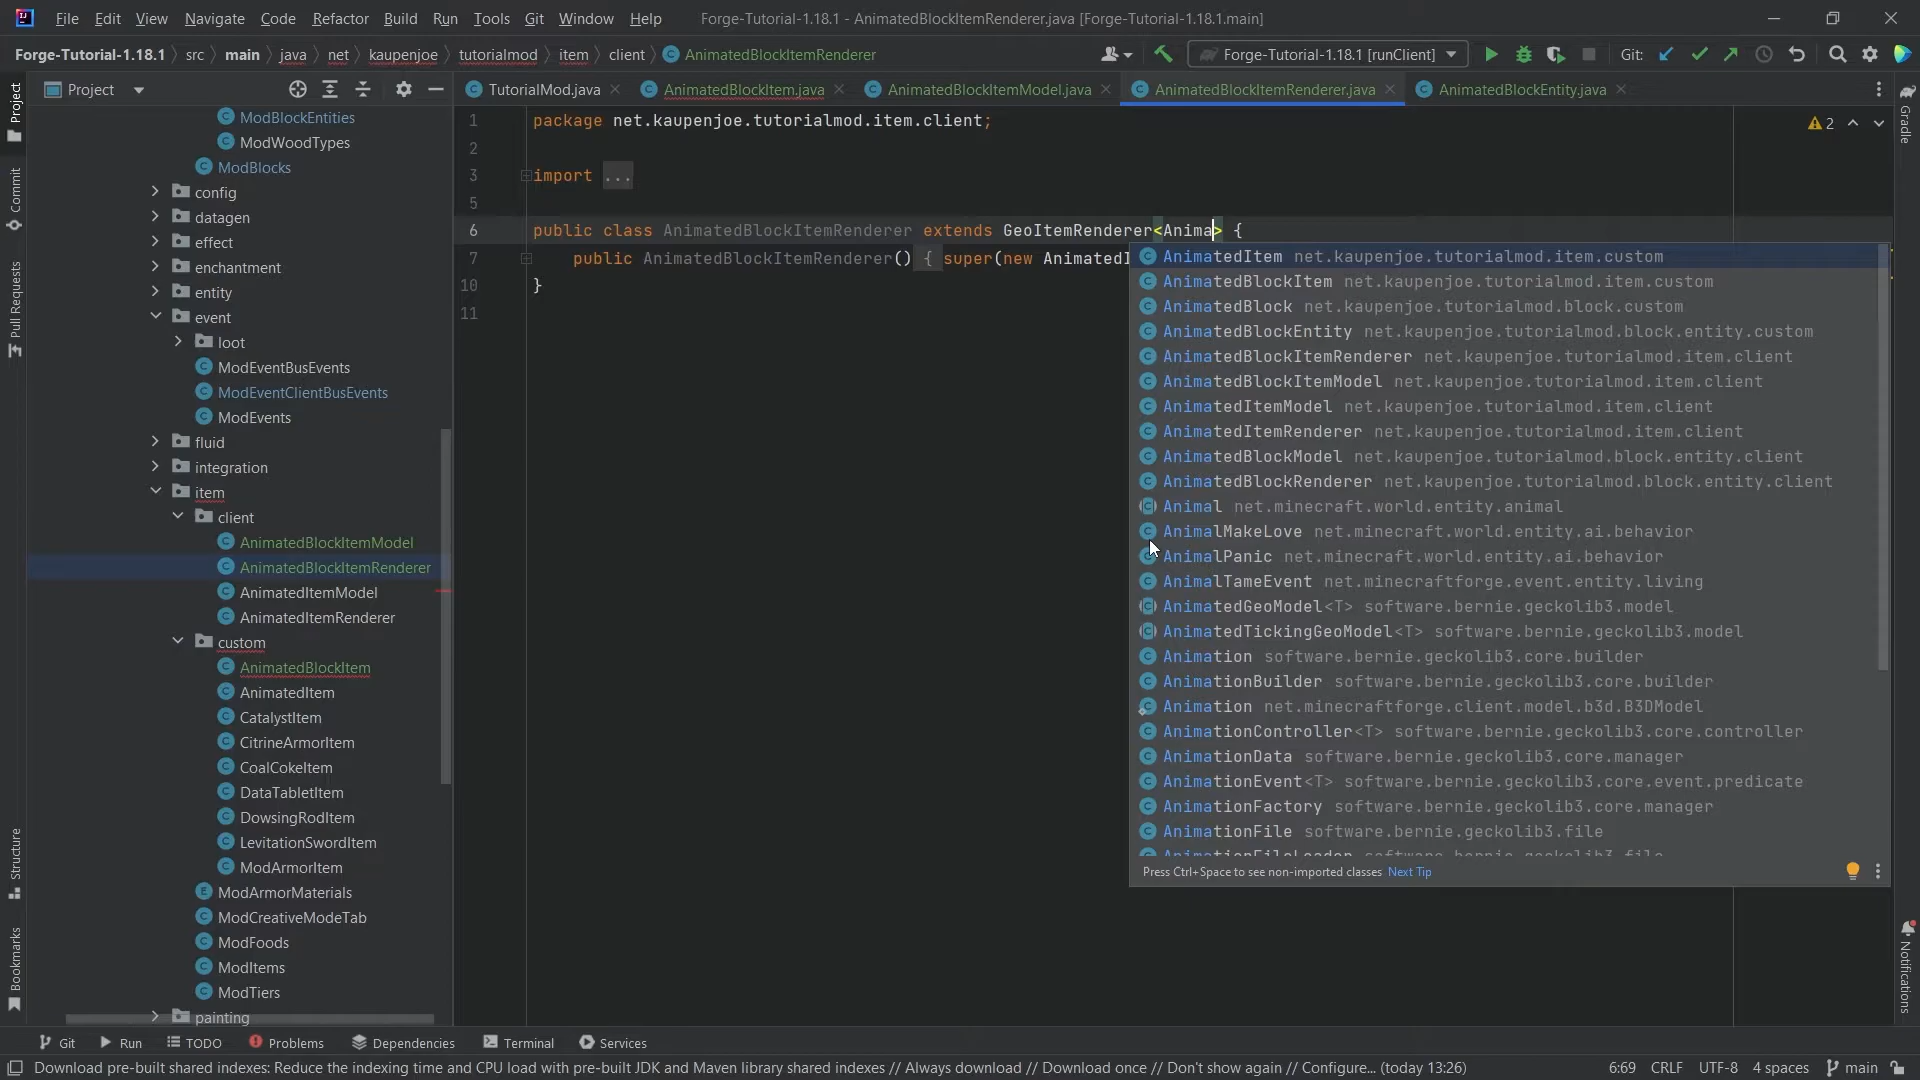 File Edit View Navigate Code Refactor Build Run Tools Git Window Help Forge-Tutorial-1.18.1 - AnimatedBlockItemRenderer.java [Forge-Tutorial-1.18.1.main]
Forge-Tutorial-1.18.1 src main java net kaupenjoe tutorialmod item client AnimatedBlockItemRenderer Forge-Tutorial-1.18.1 [runClient] Git:
Project TutorialMod.java AnimatedBlockItem.java AnimatedBlockItemModel.java AnimatedBlockItemRenderer.java AnimatedBlockEntity.java
Project
Commit
Pull Requests
Structure
Bookmarks
ModBlockEntities
ModWoodTypes
ModBlocks
config
datagen
effect
enchantment
entity
event
loot
ModEventBusEvents
ModEventClientBusEvents
ModEvents
fluid
integration
item
client
AnimatedBlockItemModel
AnimatedBlockItemRenderer
AnimatedItemModel
AnimatedItemRenderer
custom
AnimatedBlockItem
AnimatedItem
CatalystItem
CitrineArmorItem
CoalCokeItem
DataTabletItem
DowsingRodItem
LevitationSwordItem
ModArmorItem
ModArmorMaterials
ModCreativeModeTab
ModFoods
ModItems
ModTiers
painting
1 package net.kaupenjoe.tutorialmod.item.client;
2
3 import ...
5
6 public class AnimatedBlockItemRenderer extends GeoItemRenderer<Anima> {
7 public AnimatedBlockItemRenderer() { super(new AnimatedI
10 }
11
2
AnimatedItem net.kaupenjoe.tutorialmod.item.custom
AnimatedBlockItem net.kaupenjoe.tutorialmod.item.custom
AnimatedBlock net.kaupenjoe.tutorialmod.block.custom
AnimatedBlockEntity net.kaupenjoe.tutorialmod.block.entity.custom
AnimatedBlockItemRenderer net.kaupenjoe.tutorialmod.item.client
AnimatedBlockItemModel net.kaupenjoe.tutorialmod.item.client
AnimatedItemModel net.kaupenjoe.tutorialmod.item.client
AnimatedItemRenderer net.kaupenjoe.tutorialmod.item.client
AnimatedBlockModel net.kaupenjoe.tutorialmod.block.entity.client
AnimatedBlockRenderer net.kaupenjoe.tutorialmod.block.entity.client
Animal net.minecraft.world.entity.animal
AnimalMakeLove net.minecraft.world.entity.ai.behavior
AnimalPanic net.minecraft.world.entity.ai.behavior
AnimalTameEvent net.minecraftforge.event.entity.living
AnimatedGeoModel<T> software.bernie.geckolib3.model
AnimatedTickingGeoModel<T> software.bernie.geckolib3.model
Animation software.bernie.geckolib3.core.builder
AnimationBuilder software.bernie.geckolib3.core.builder
Animation net.minecraftforge.client.model.b3d.B3DModel
AnimationController<T> software.bernie.geckolib3.core.controller
AnimationData software.bernie.geckolib3.core.manager
AnimationEvent<T> software.bernie.geckolib3.core.event.predicate
AnimationFactory software.bernie.geckolib3.core.manager
AnimationFile software.bernie.geckolib3.file
AnimationFileLoader software.bernie.geckolib3.file
Press Ctrl+Space to see non-imported classes Next Tip
Gradle
Notifications
Git Run TODO Problems Dependencies Terminal Services
Download pre-built shared indexes: Reduce the indexing time and CPU load with pre-built JDK and Maven library shared indexes // Always download // Download once // Don't show again // Configure... (today 13:26) 6:69 CRLF UTF-8 4 spaces main